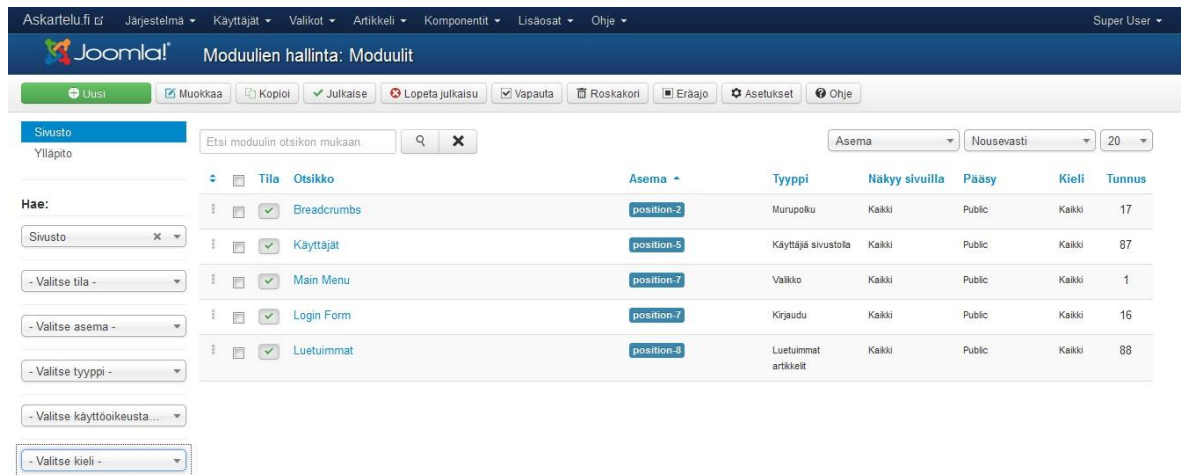 Askartelu.fi Järjestelmä Käyttäjät Valikot Artikkeli Komponentit Lisäosat Ohje Super User
Joomla! Moduulien hallinta: Moduulit
Uusi Muokkaa Kopioi Julkaise Lopeta julkaisu Vapauta Roskakori Eräajo Asetukset Ohje
Sivusto
Ylläpito
Etsi moduulin otsikon mukaan. Asema Nousevasti 20
Tila Otsikko Asema Tyyppi Näkyy sivuilla Pääsy Kieli Tunnus
Hae:
Sivusto
- Valitse tila -
- Valitse asema -
- Valitse tyyppi -
- Valitse käyttöoikeusta...
- Valitse kieli -
Breadcrumbs position-2 Murupolku Kaikki Public Kaikki 17
Käyttäjät position-5 Käyttäjiä sivustolla Kaikki Public Kaikki 87
Main Menu position-7 Valikko Kaikki Public Kaikki 1
Login Form position-7 Kirjaudu Kaikki Public Kaikki 16
Luetuimmat position-8 Luetuimmat Kaikki Public Kaikki 88
artikkelit